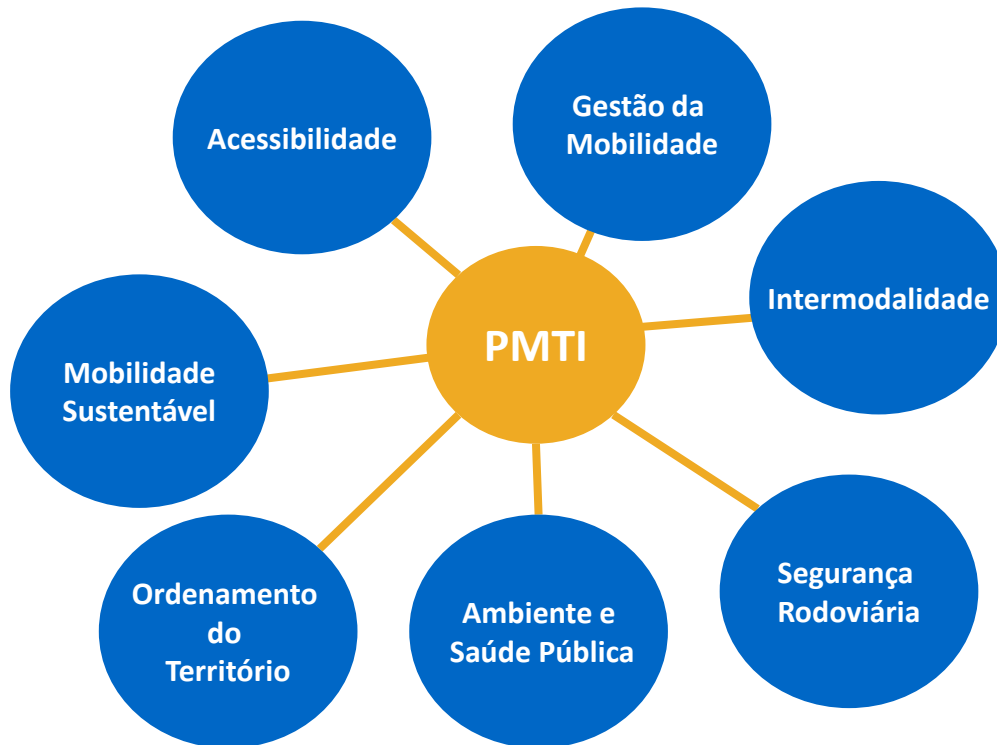 Gestão da
Mobilidade
Acessibilidade
Intermodalidade
PMTI
Mobilidade
Sustentável
Segurança
Rodoviária
Ordenamento
do
Território
Ambiente e
Saúde Pública